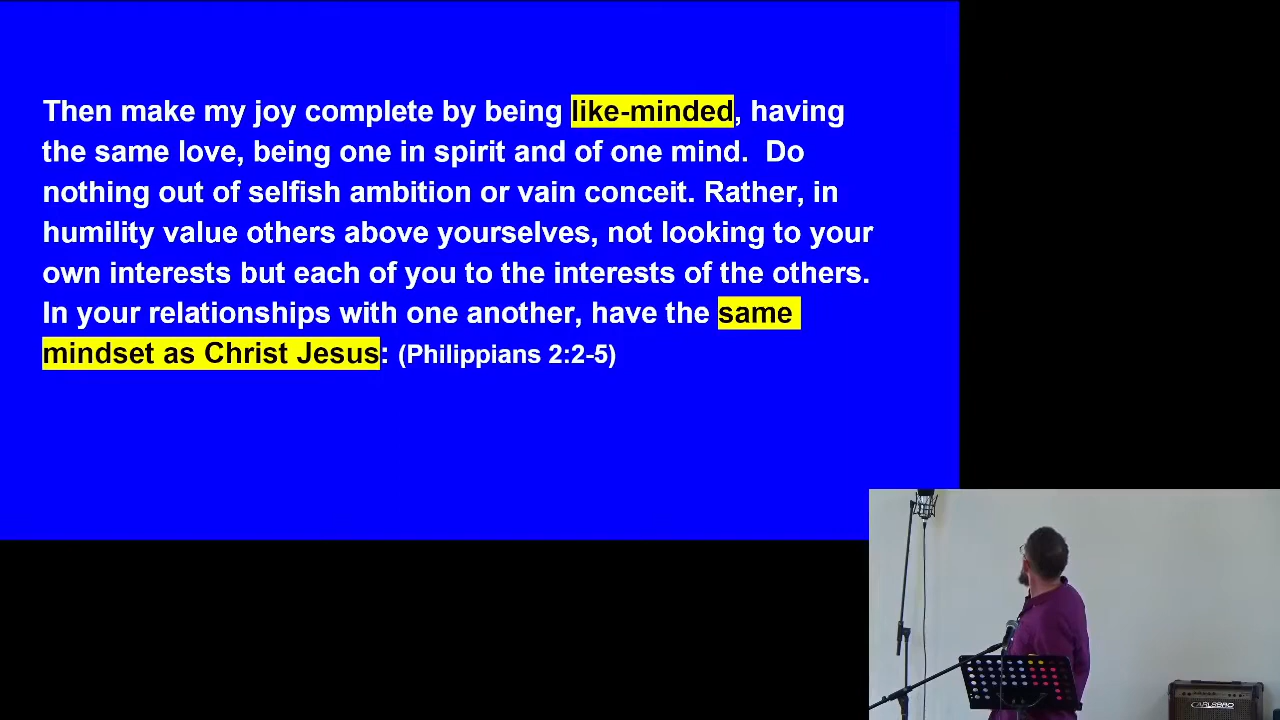 Then make my joy complete by being like-minded, having
the same love, being one in spirit and of one mind.  Do
nothing out of selfish ambition or vain conceit. Rather, in
humility value others above yourselves, not looking to your
own interests but each of you to the interests of the others.
In your relationships with one another, have the same
mindset as Christ Jesus: (Philippians 2:2-5)
CARLSBRO